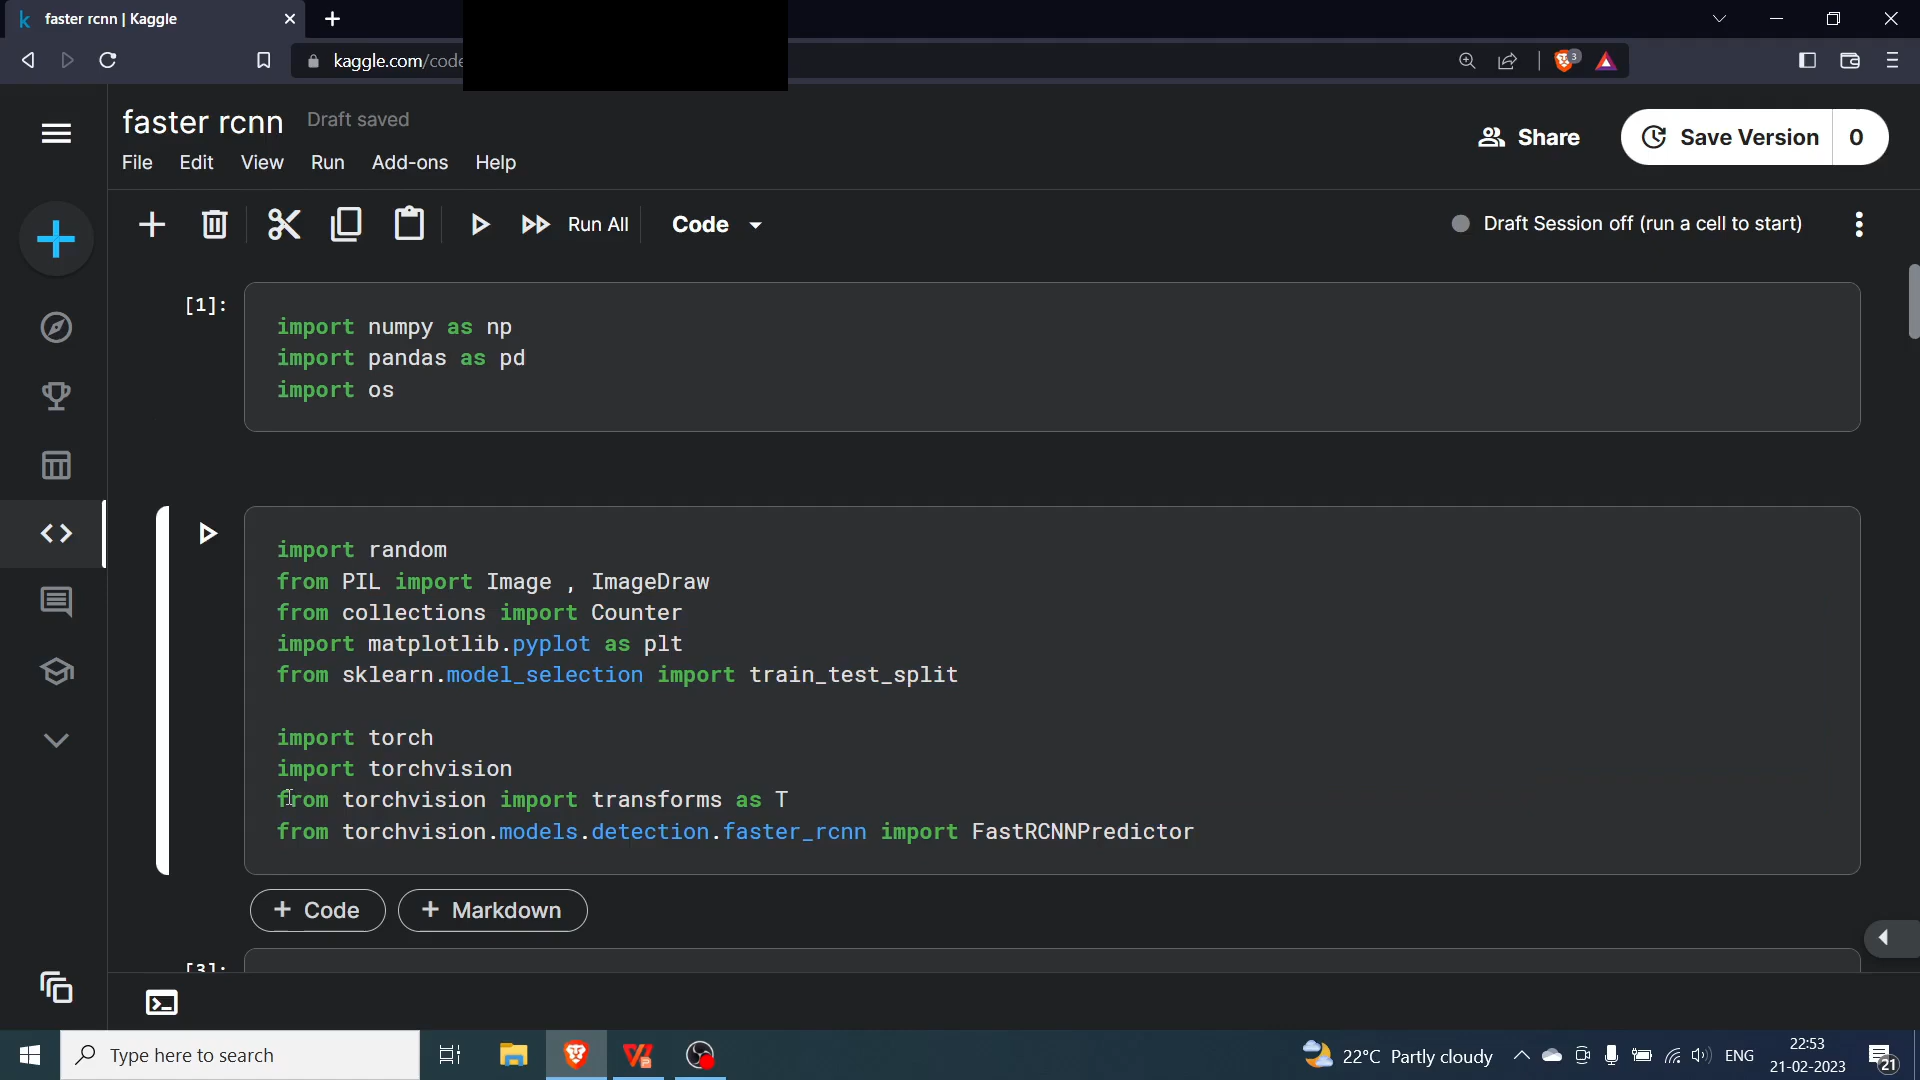 faster rcnn | Kaggle
kaggle.com/code
3
faster rcnn
Draft saved
File Edit View Run Add-ons Help
Share
Save Version
0
Run All
Code
Draft Session off (run a cell to start)
[1]:
import numpy as np
import pandas as pd
import os
import random
from PIL import Image , ImageDraw
from collections import Counter
import matplotlib.pyplot as plt
from sklearn.model_selection import train_test_split
import torch
import torchvision
from torchvision import transforms as T
from torchvision.models.detection.faster_rcnn import FastRCNNPredictor
+ Code
+ Markdown
[3]:
Type here to search
22°C Partly cloudy
ENG
22:53
21-02-2023
21